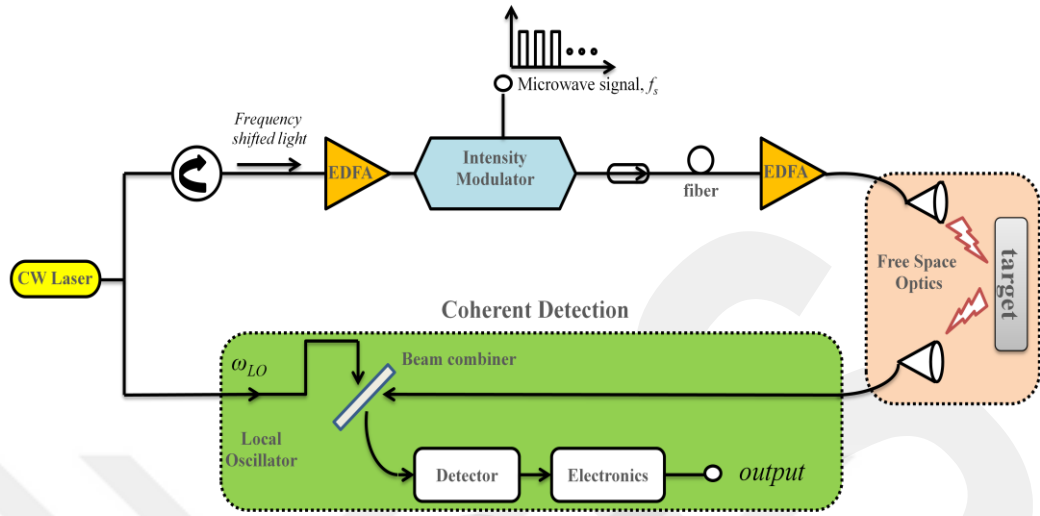 Microwave signal, fs
Frequency
shifted light
EDFA
Intensity
Modulator
fiber
EDFA
CW Laser
Free Space
Optics
target
Coherent Detection
ωLO
Beam combiner
Local
Oscillator
Detector
Electronics
output